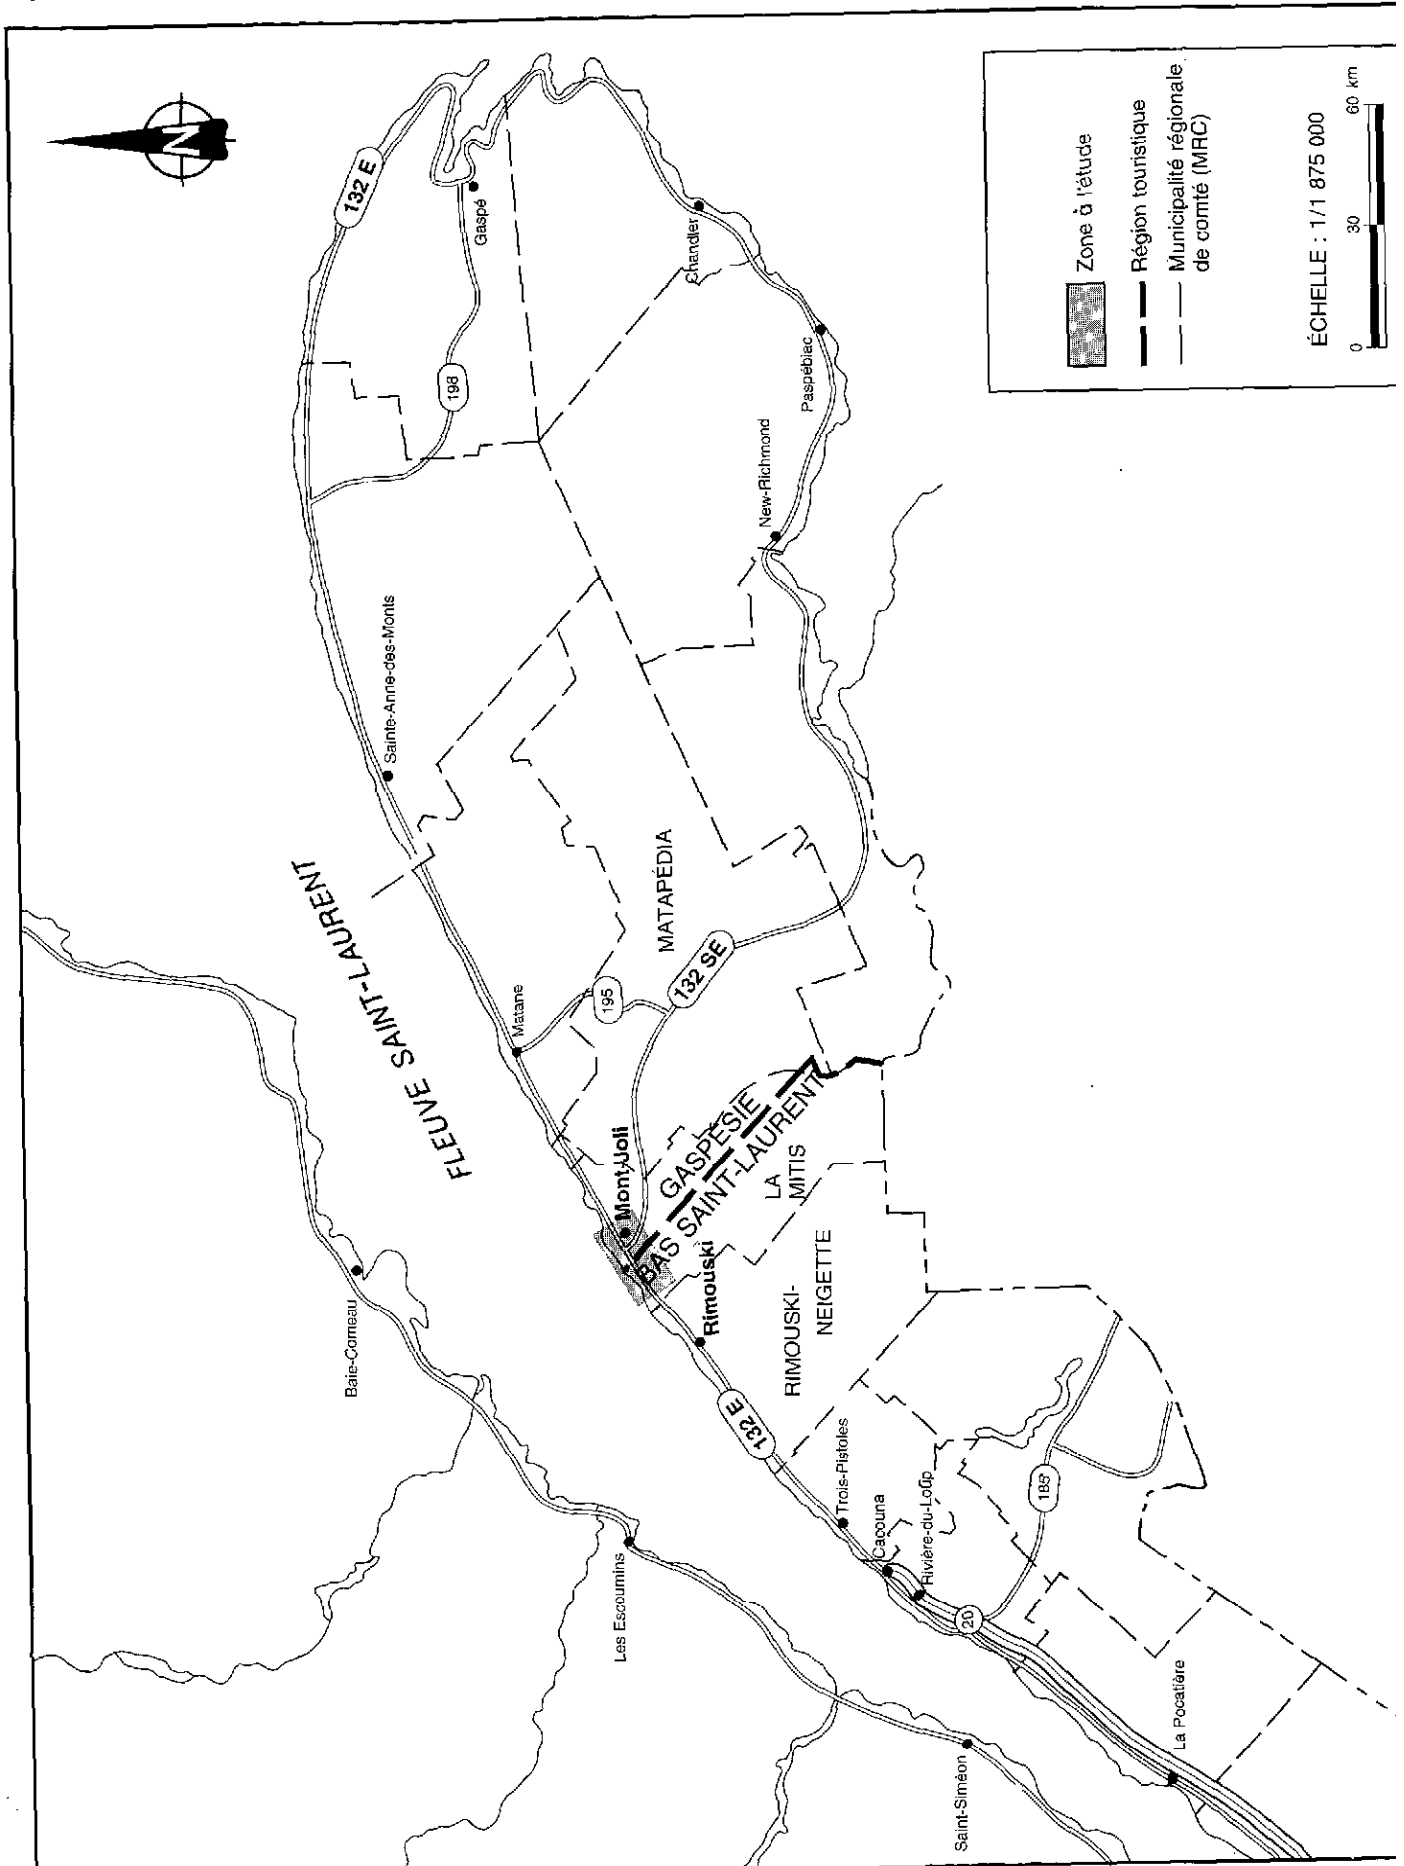 N
132 E
Gaspé
198
Chandler
Paspébiac
New-Richmond
Sainte-Anne-des-Monts
FLEUVE SAINT-LAURENT
MATAPÉDIA
Matane
195
132 SE
Mont-Joli
GASPÉSIE
BAS SAINT-LAURENT
LA
MITIS
Rimouski
RIMOUSKI-
NEIGETTE
Baie-Comeau
132 E
Trois-Pistoles
Cacouna
Rivière-du-Loup
185
20
Les Escoumins
Saint-Siméon
La Pocatière
Zone à l'étude
Région touristique
Municipalité régionale
de comté (MRC)
ÉCHELLE : 1/1 875 000
0 30 60 km